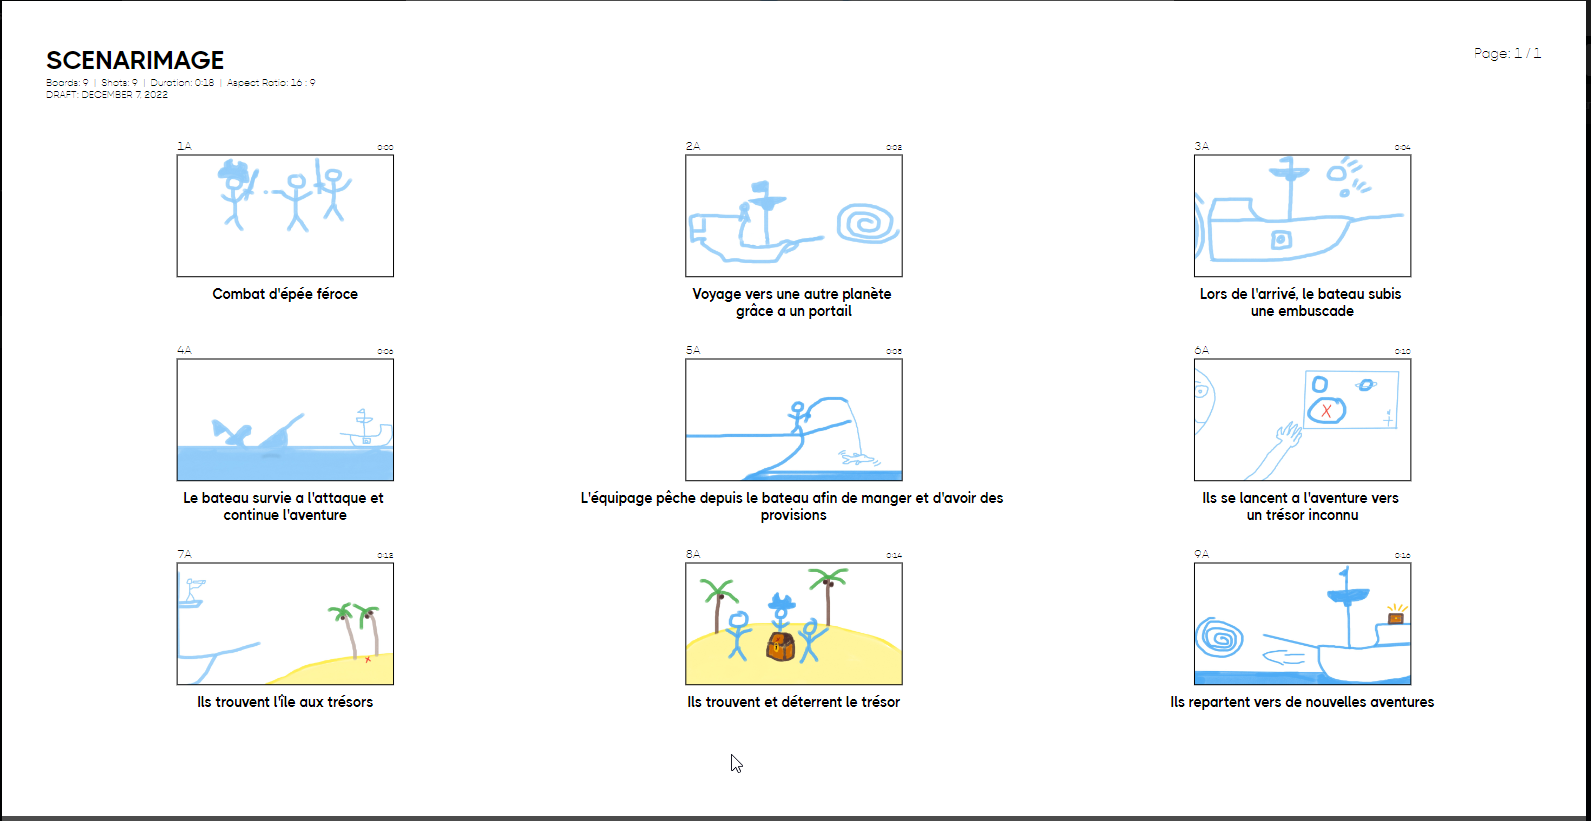 SCENARIMAGE
Page: 1 / 1
Boards: 9 | Shots: 9 | Duration: 0:18 | Aspect Ratio: 16 : 9
DRAFT: DECEMBER 7, 2022
1A 0:00
Combat d'épée féroce
2A 0:02
Voyage vers une autre planète
grâce a un portail
3A 0:04
Lors de l'arrivé, le bateau subis
une embuscade
4A 0:06
Le bateau survie a l'attaque et
continue l'aventure
5A 0:08
L'équipage pêche depuis le bateau afin de manger et d'avoir des
provisions
6A 0:10
Ils se lancent a l'aventure vers
un trésor inconnu
7A 0:12
Ils trouvent l'île aux trésors
8A 0:14
Ils trouvent et déterrent le trésor
9A 0:16
Ils repartent vers de nouvelles aventures